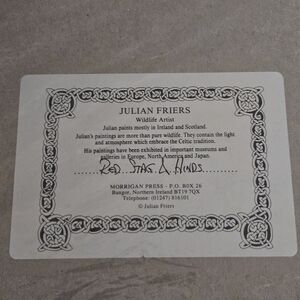 JULIAN FRIERS
Wildlife Artist
Julian paints mostly in Ireland and Scotland.
Julian's paintings are more than pure wildlife. They contain the light and atmosphere which embrace the Celtic tradition.
His paintings have been exhibited in important museums and galleries in Europe, North America and Japan.
RED STAG & HINDS
MORRIGAN PRESS - P.O. BOX 26
Bangor, Northern Ireland BT19 7QX
Telephone: (01247) 816101
© Julian Friers